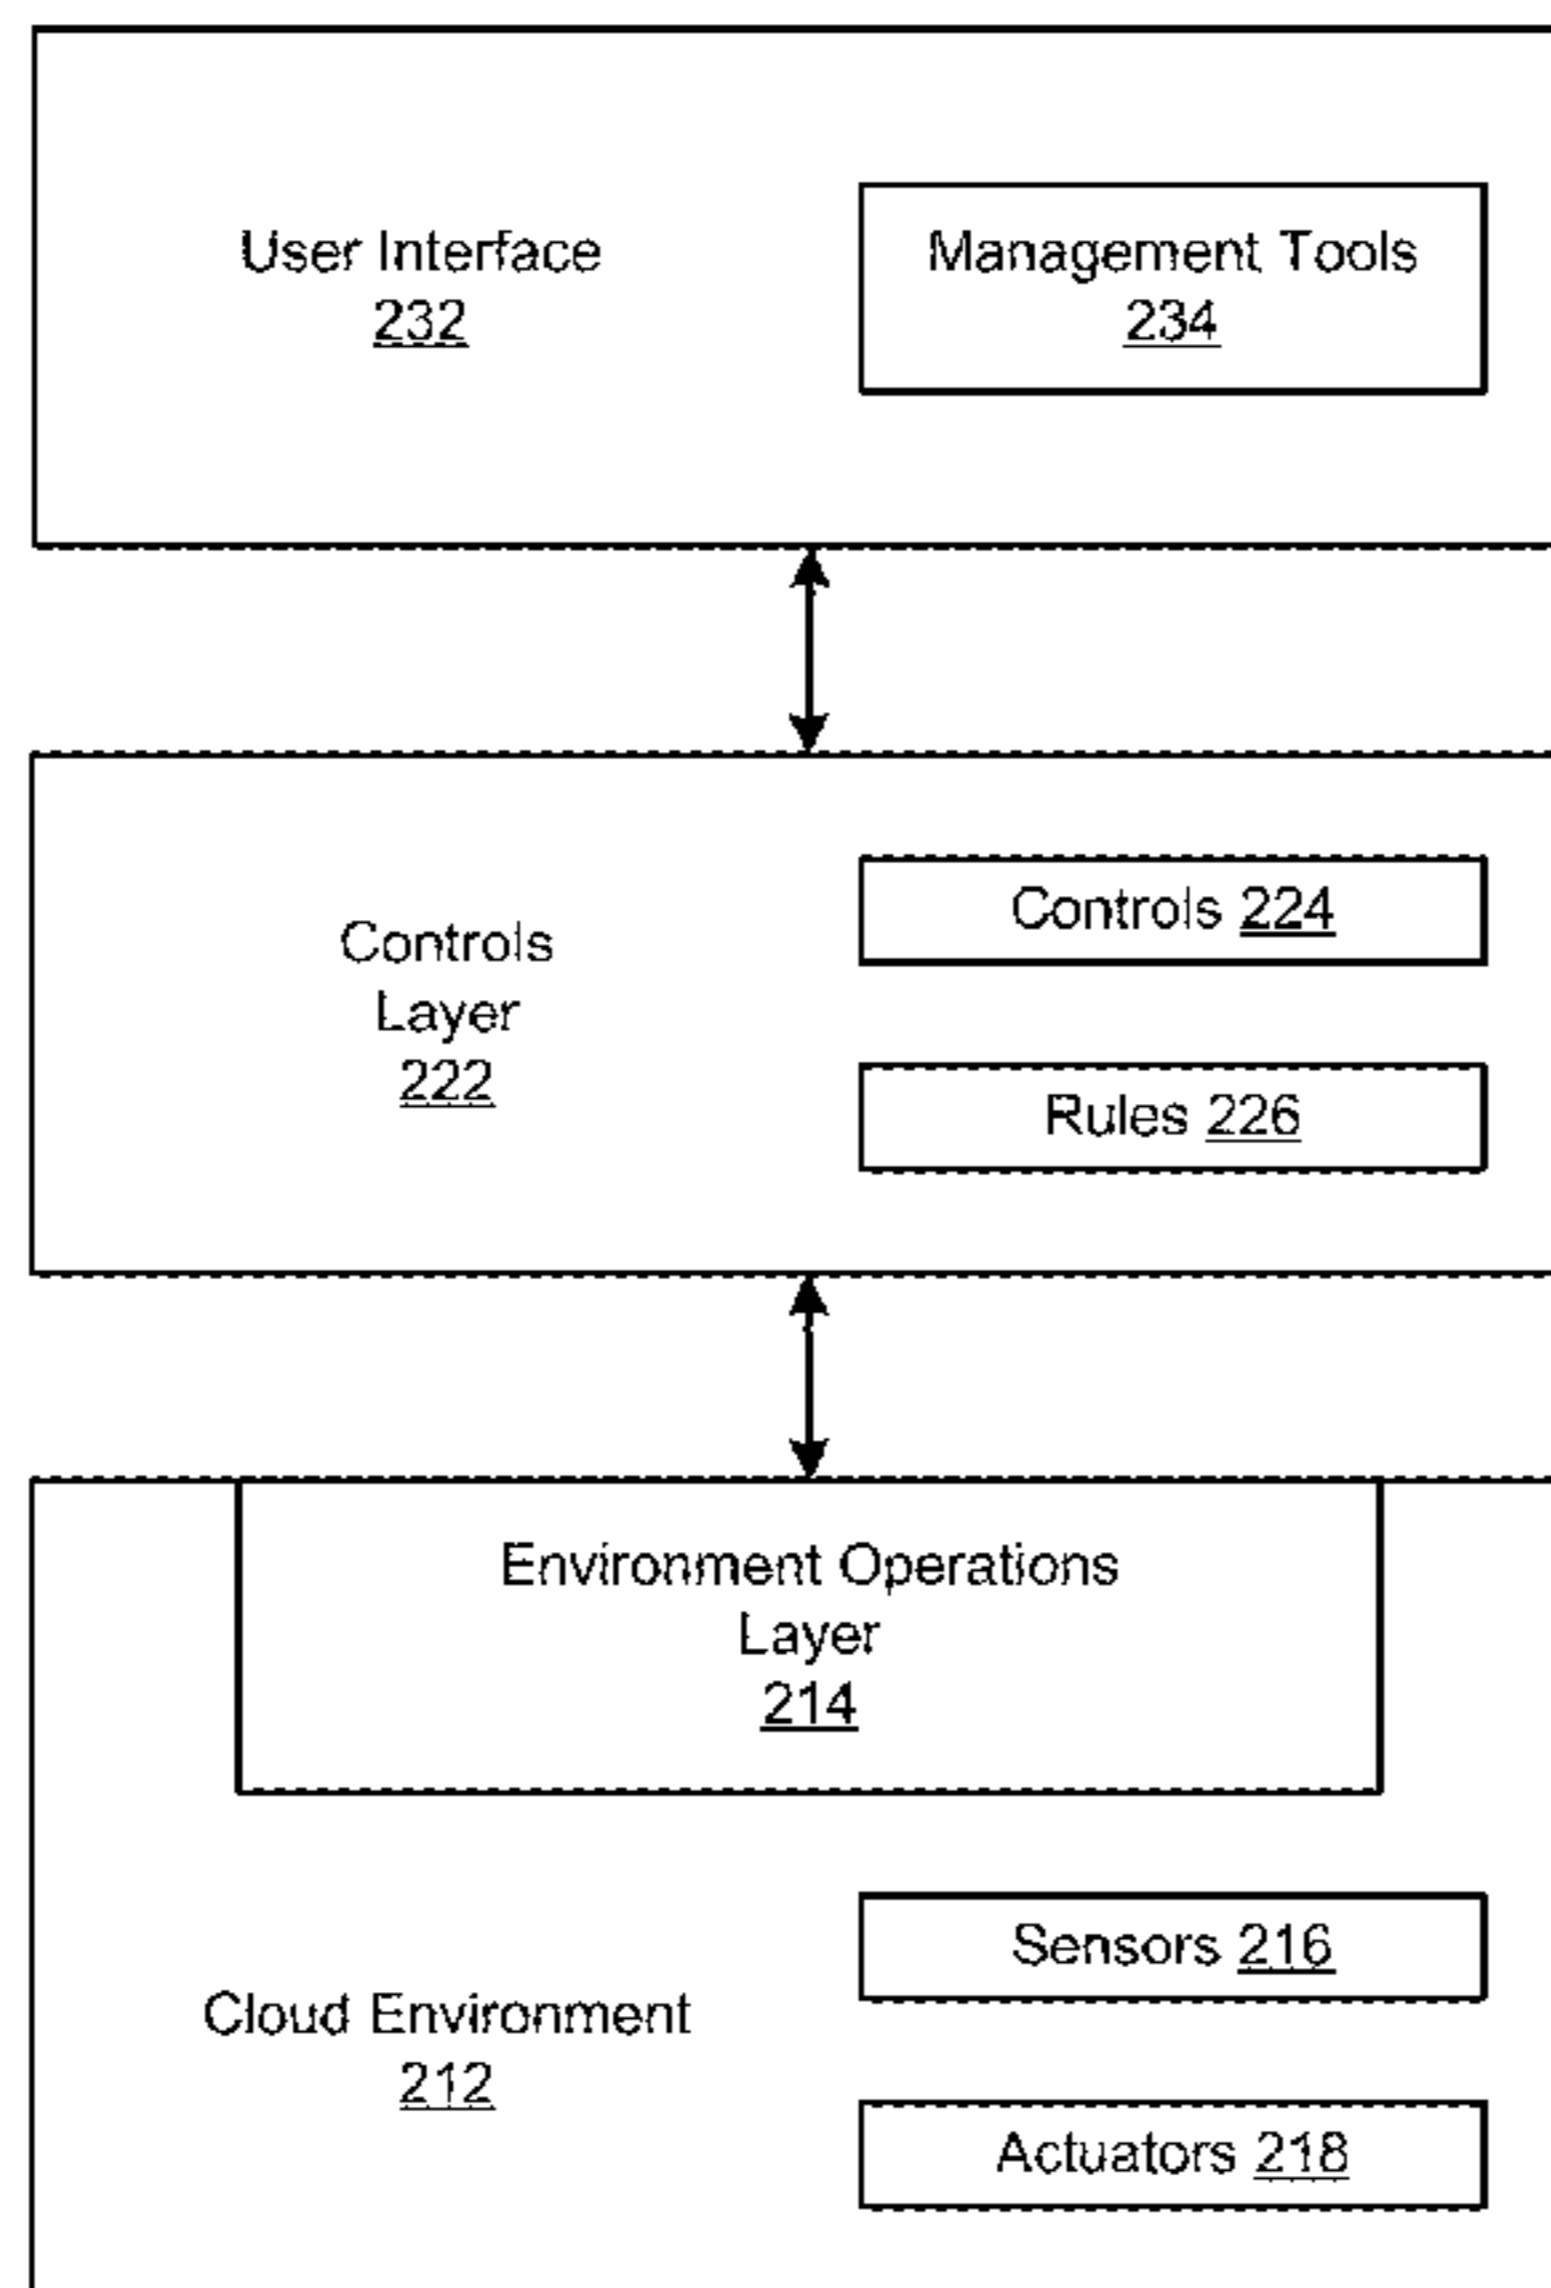 User Interface
232
Management Tools
234
Controls
Layer
222
Controls 224
Rules 226
Environment Operations
Layer
214
Cloud Environment
212
Sensors 216
Actuators 218